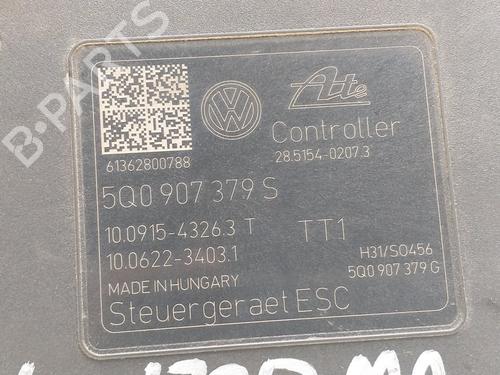 B-PARTS
Ate
Controller
28.5154-0207.3
61362800788
5Q0 907 379 S
10.0915-4326.3 T
TT1
10.0622-3403.1
H31/SO456
MADE IN HUNGARY
5Q0 907 379 G
Steuergeraet ESC